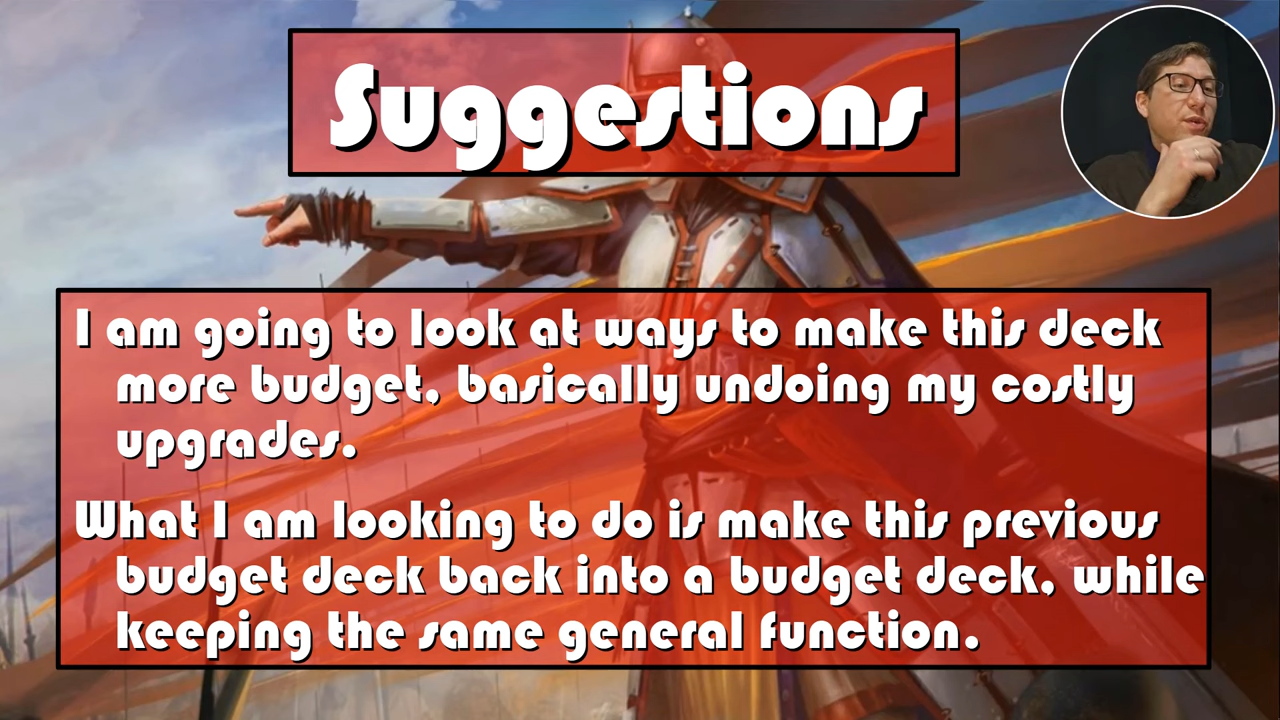 Suggestions
I am going to look at ways to make this deck
more budget, basically undoing my costly
upgrades.
What I am looking to do is make this previous
budget deck back into a budget deck, while
keeping the same general function.